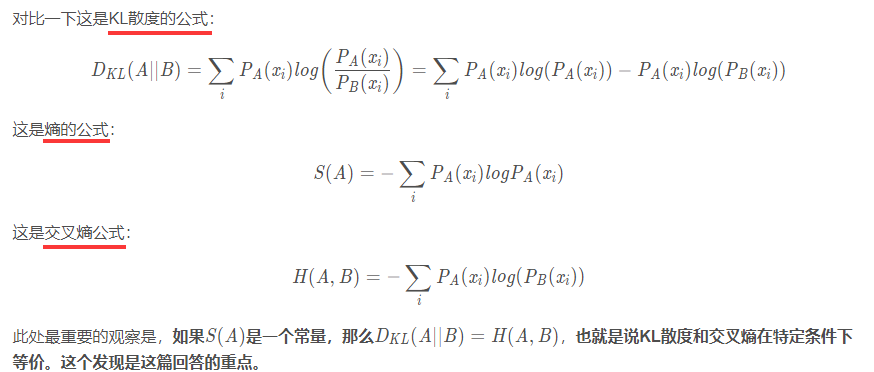 对比一下这是KL散度的公式：
D_{KL}(A||B) = \sum_i P_A(x_i)log\left(\frac{P_A(x_i)}{P_B(x_i)}\right) = \sum_i P_A(x_i)log(P_A(x_i)) - P_A(x_i)log(P_B(x_i))
这是熵的公式：
S(A) = -\sum_i P_A(x_i)logP_A(x_i)
这是交叉熵公式：
H(A, B) = -\sum_i P_A(x_i)log(P_B(x_i))
此处最重要的观察是，如果S(A)是一个常量，那么D_{KL}(A||B) = H(A, B)，也就是说KL散度和交叉熵在特定条件下
等价。这个发现是这篇回答的重点。